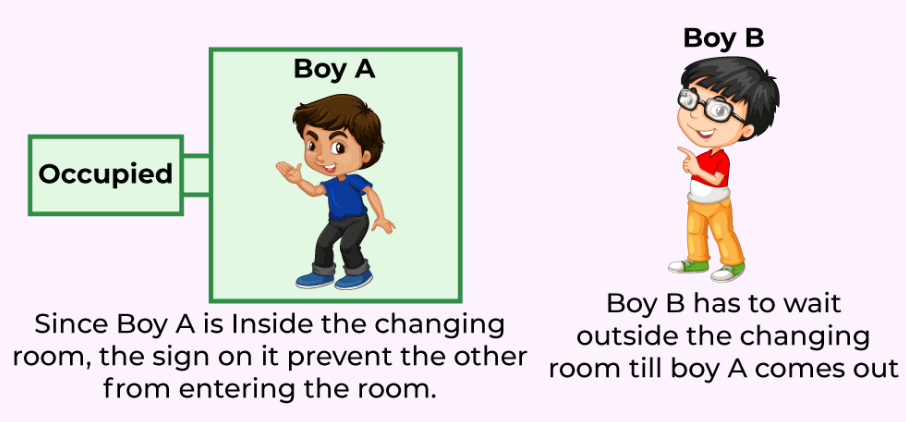 Boy A
Occupied
Since Boy A is Inside the changing
room, the sign on it prevent the other
from entering the room.
Boy B
Boy B has to wait
outside the changing
room till boy A comes out